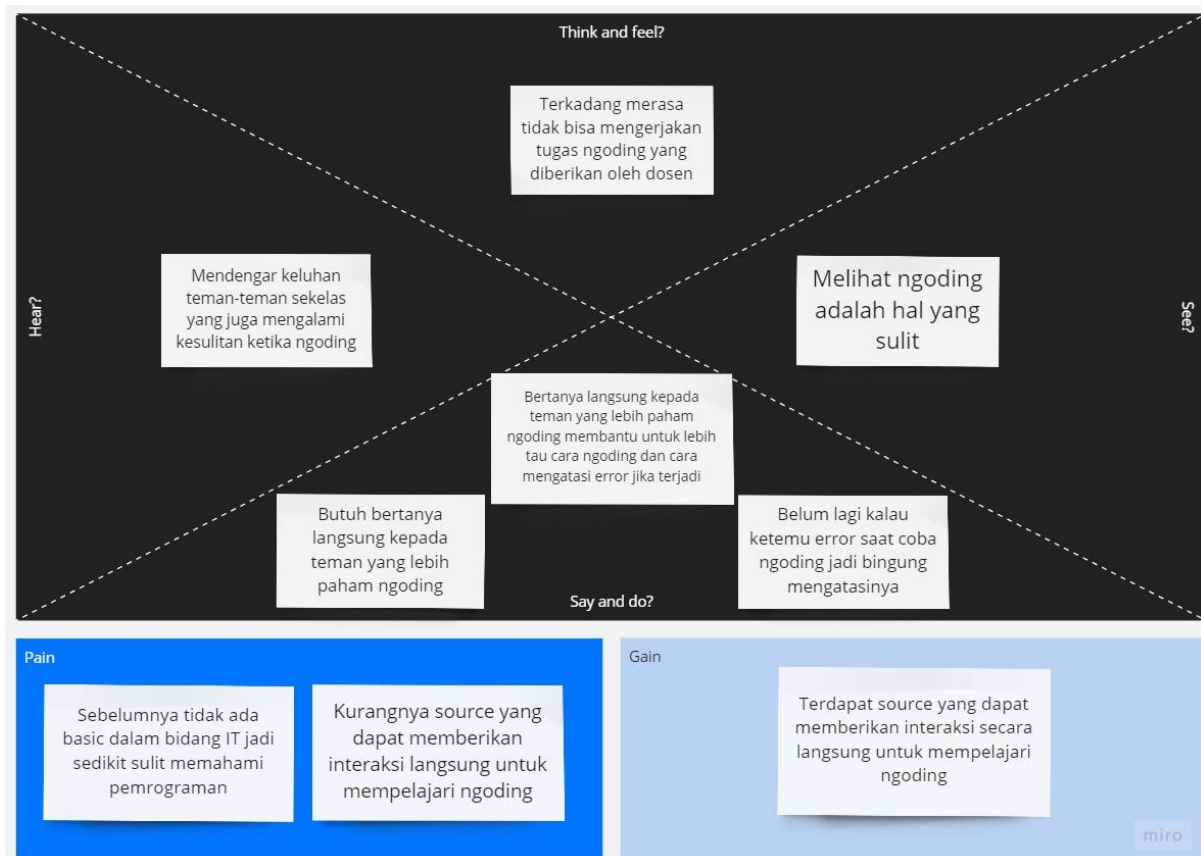 Think and feel?
Terkadang merasa
tidak bisa mengerjakan
tugas ngoding yang
diberikan oleh dosen
Hear?
Mendengar keluhan
teman-teman sekelas
yang juga mengalami
kesulitan ketika ngoding
Melihat ngoding
adalah hal yang
sulit
See?
Bertanya langsung kepada
teman yang lebih paham
ngoding membantu untuk lebih
tau cara ngoding dan cara
mengatasi error jika terjadi
Butuh bertanya
langsung kepada
teman yang lebih
paham ngoding
Belum lagi kalau
ketemu error saat coba
ngoding jadi bingung
mengatasinya
Say and do?
Pain
Sebelumnya tidak ada
basic dalam bidang IT jadi
sedikit sulit memahami
pemrograman
Kurangnya source yang
dapat memberikan
interaksi langsung untuk
mempelajari ngoding
Gain
Terdapat source yang dapat
memberikan interaksi secara
langsung untuk mempelajari
ngoding
miro